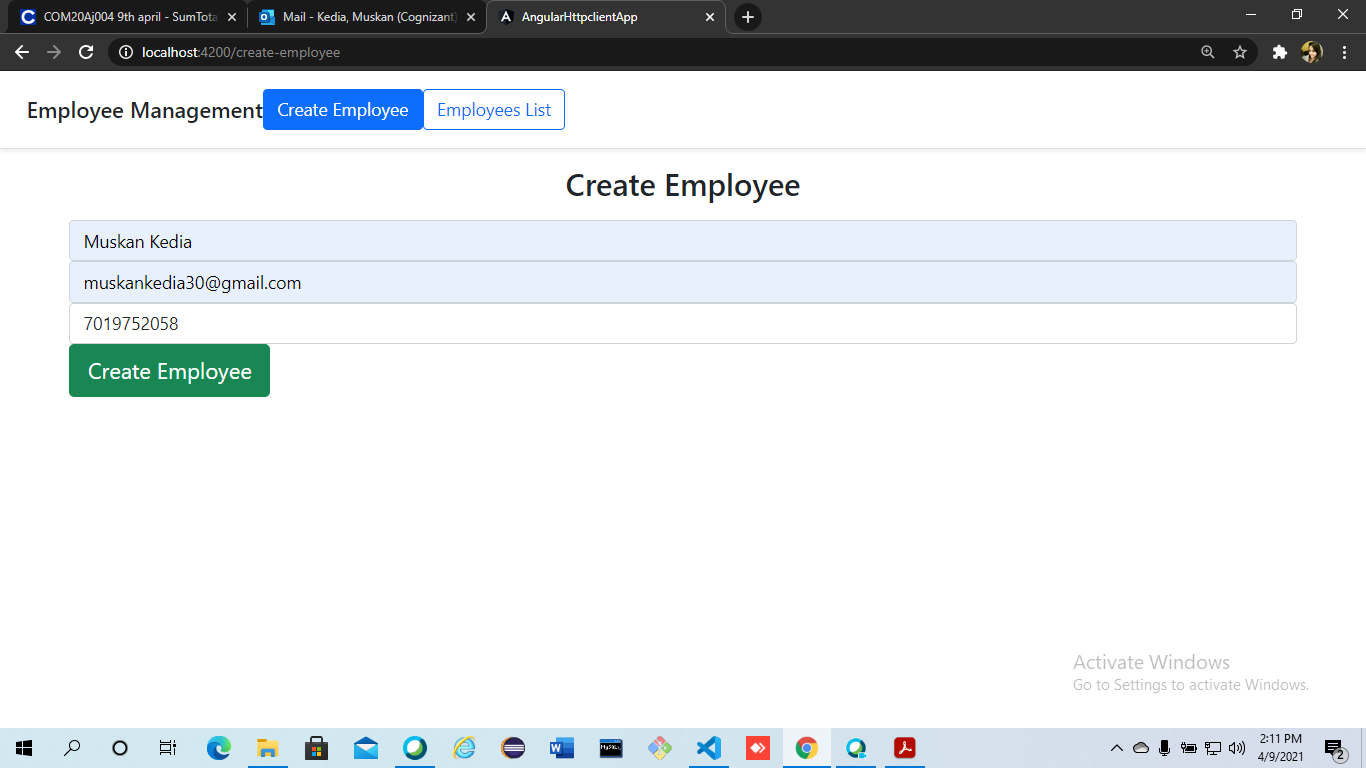 COM20Aj004 9th april - SumTota
Mail - Kedia, Muskan (Cognizant)
AngularHttpclientApp
localhost:4200/create-employee
Employee Management Create Employee Employees List
Create Employee
Muskan Kedia
muskankedia30@gmail.com
7019752058
Create Employee
Activate Windows
Go to Settings to activate Windows.
2:11 PM
4/9/2021
2